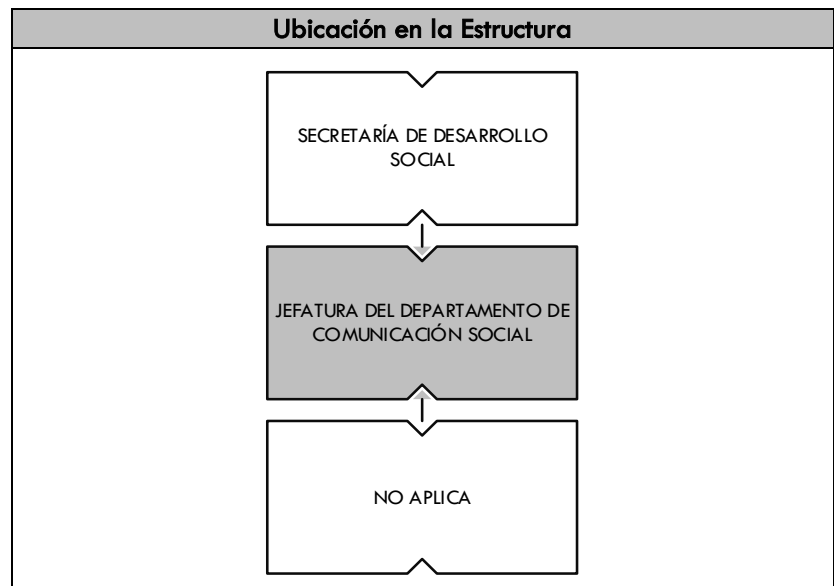 Ubicación en la Estructura
SECRETARÍA DE DESARROLLO
SOCIAL
JEFATURA DEL DEPARTAMENTO DE
COMUNICACIÓN SOCIAL
NO APLICA